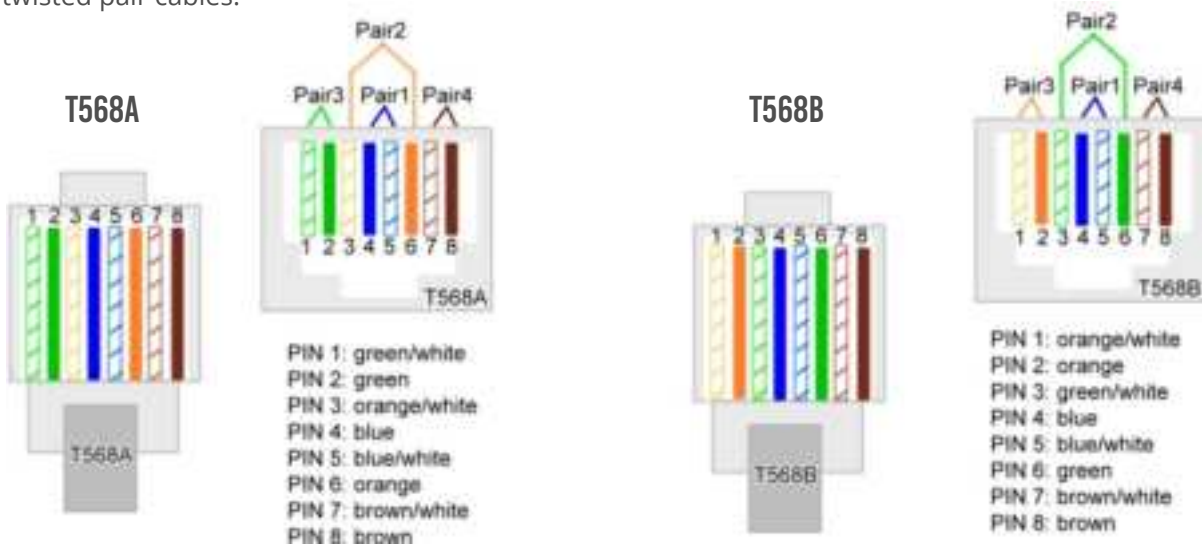 twisted pair cables.
T568A
Pair2
Pair3 Pair1 Pair4
1 2 3 4 5 6 7 8
T568A
1 2 3 4 5 6 7 8
T568A
PIN 1: green/white
PIN 2: green
PIN 3: orange/white
PIN 4: blue
PIN 5: blue/white
PIN 6: orange
PIN 7: brown/white
PIN 8: brown
T568B
Pair2
Pair3 Pair1 Pair4
1 2 3 4 5 6 7 8
T568B
1 2 3 4 5 6 7 8
T568B
PIN 1: orange/white
PIN 2: orange
PIN 3: green/white
PIN 4: blue
PIN 5: blue/white
PIN 6: green
PIN 7: brown/white
PIN 8: brown